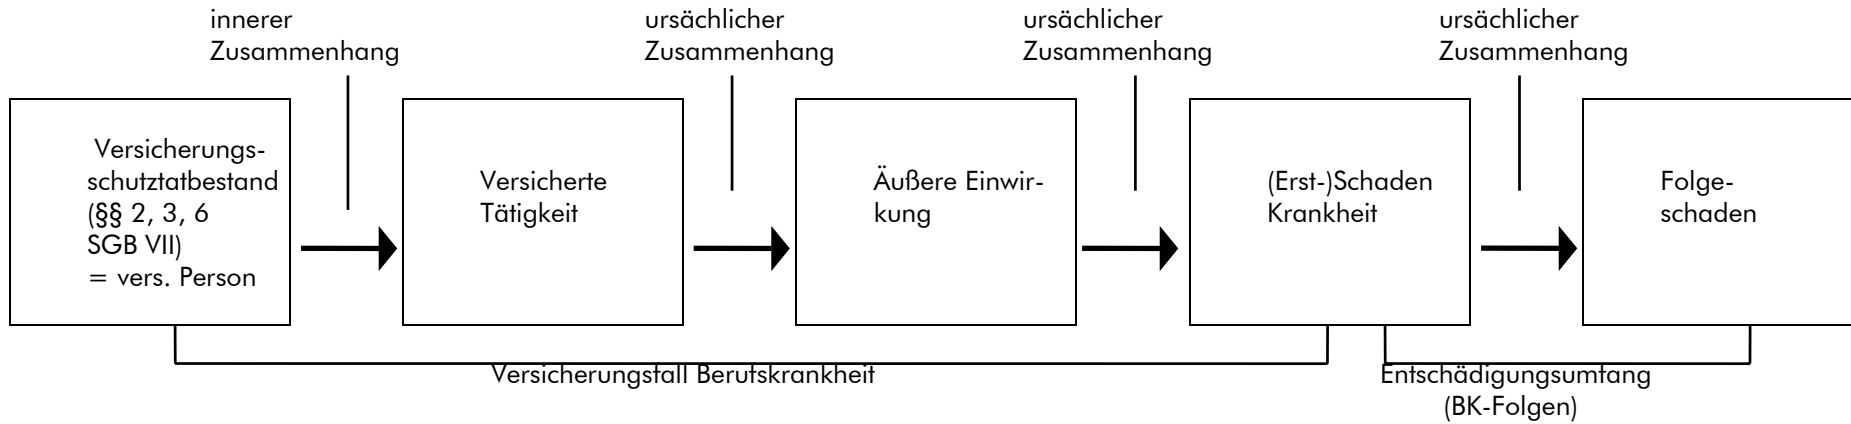 innerer
Zusammenhang
ursächlicher
Zusammenhang
ursächlicher
Zusammenhang
ursächlicher
Zusammenhang
Versicherungs-
schutztatbestand
(§§ 2, 3, 6
SGB VII)
= vers. Person
Versicherte
Tätigkeit
Äußere Einwir-
kung
(Erst-)Schaden
Krankheit
Folge-
schaden
Versicherungsfall Berufskrankheit
Entschädigungsumfang
(BK-Folgen)